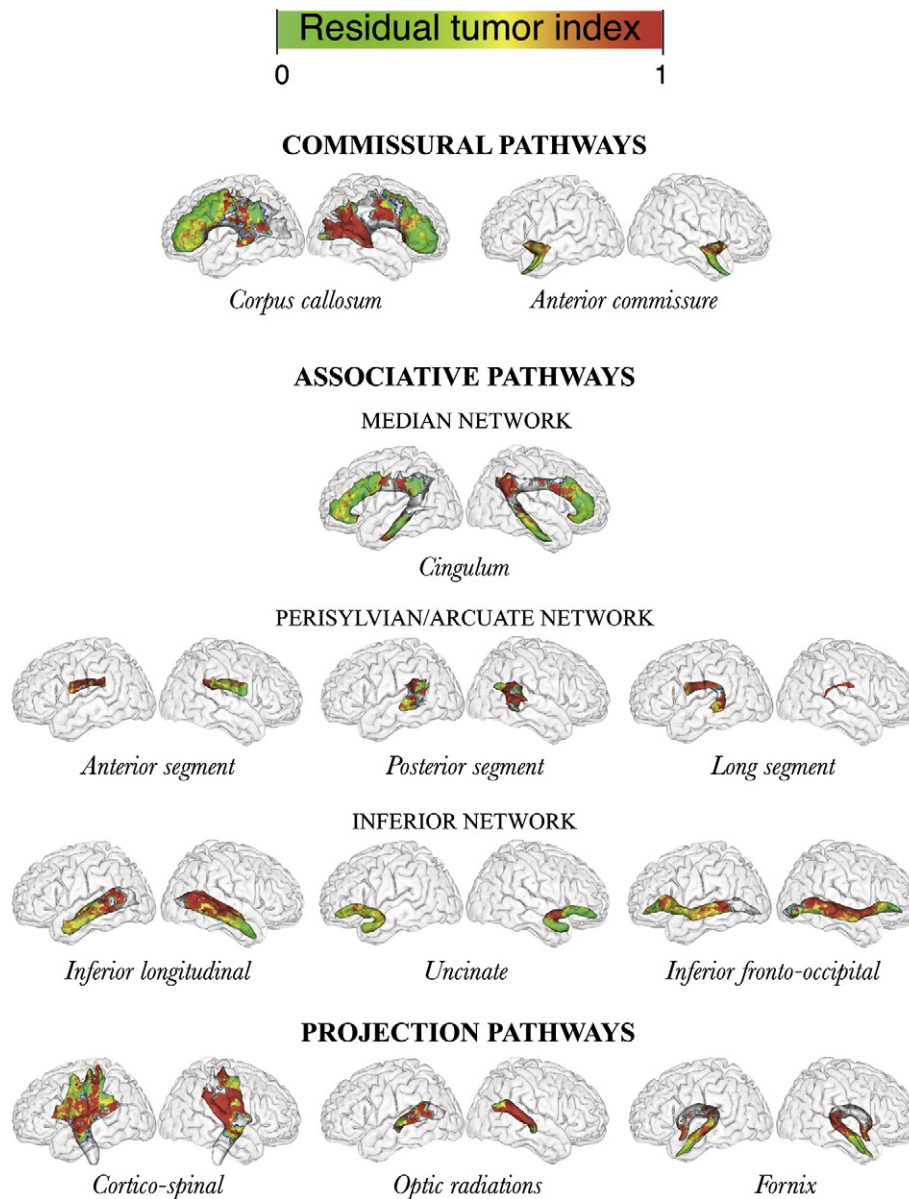 Residual tumor index
0 1
COMMISSURAL PATHWAYS
Corpus callosum Anterior commissure
ASSOCIATIVE PATHWAYS
MEDIAN NETWORK
Cingulum
PERISYLVIAN/ARCUATE NETWORK
Anterior segment Posterior segment Long segment
INFERIOR NETWORK
Inferior longitudinal Uncinate Inferior fronto-occipital
PROJECTION PATHWAYS
Cortico-spinal Optic radiations Fornix